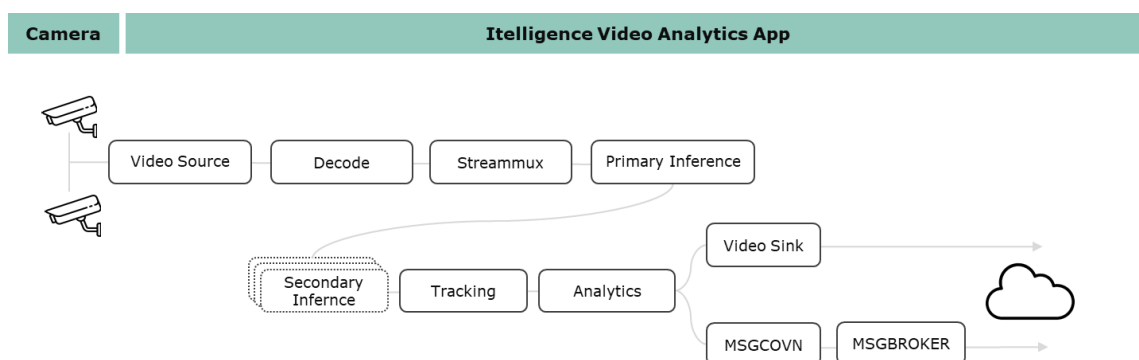 Camera
Itelligence Video Analytics App
Video Source
Decode
Streammux
Primary Inference
Video Sink
Secondary
Infernce
Tracking
Analytics
MSGCOVN
MSGBROKER